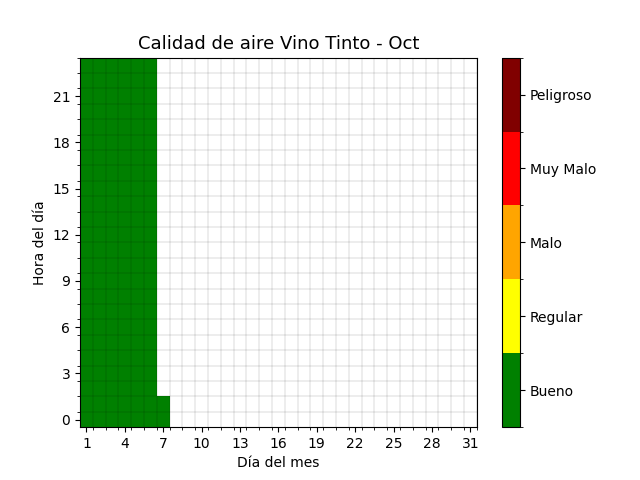 Calidad de aire Vino Tinto - Oct
Hora del día
21
18
15
12
9
6
3
0
1 4 7 10 13 16 19 22 25 28 31
Día del mes
Peligroso
Muy Malo
Malo
Regular
Bueno